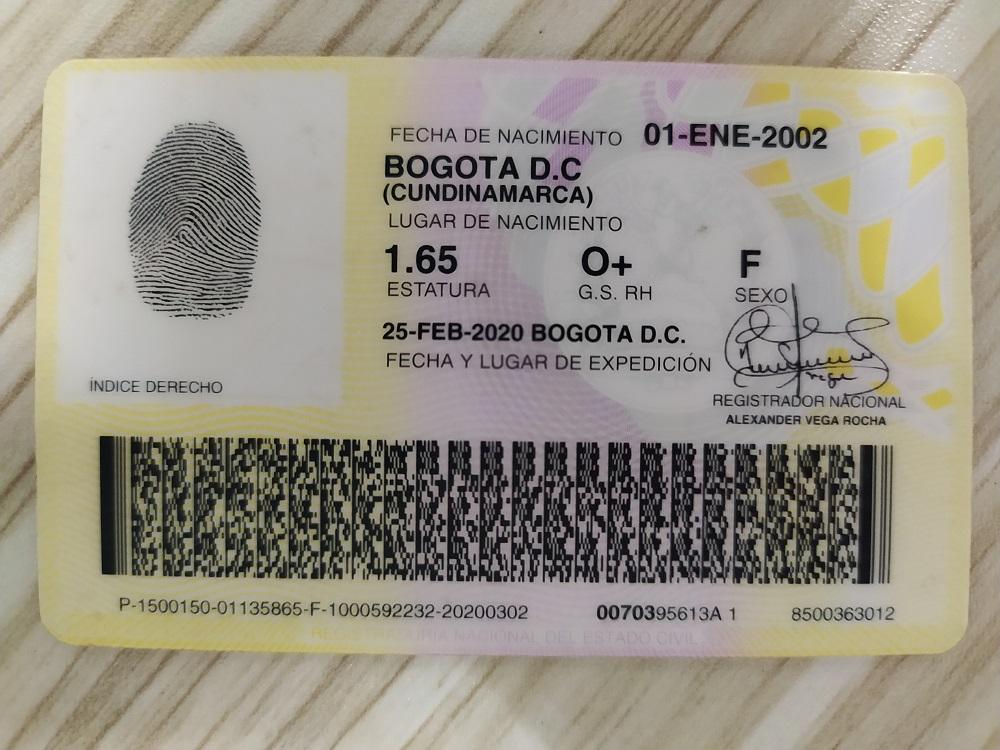 FECHA DE NACIMIENTO 01-ENE-2002
BOGOTA D.C
(CUNDINAMARCA)
LUGAR DE NACIMIENTO
1.65 O+ F
ESTATURA G.S. RH SEXO
25-FEB-2020 BOGOTA D.C.
FECHA Y LUGAR DE EXPEDICIÓN
ÍNDICE DERECHO
REGISTRADOR NACIONAL
ALEXANDER VEGA ROCHA
P-1500150-01135865-F-1000592232-20200302 0070395613A 1 8500363012
REGISTRADURIA NACIONAL DEL ESTADO CIVIL